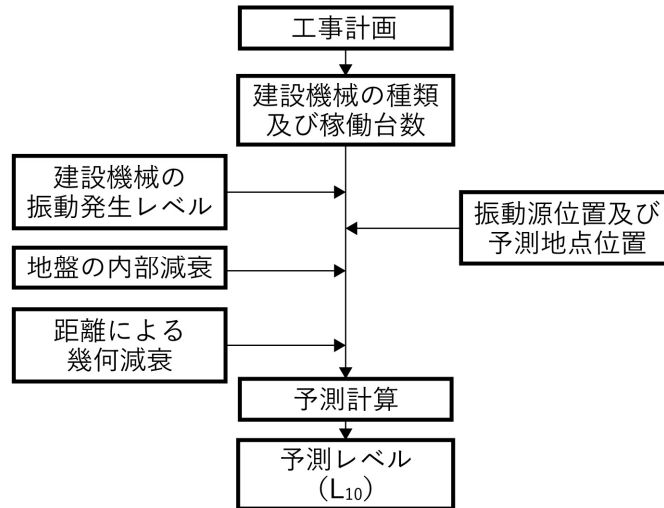 工事計画
建設機械の種類
及び稼働台数
建設機械の
振動発生レベル
振動源位置及び
予測地点位置
地盤の内部減衰
距離による
幾何減衰
予測計算
予測レベル
（L₁₀）